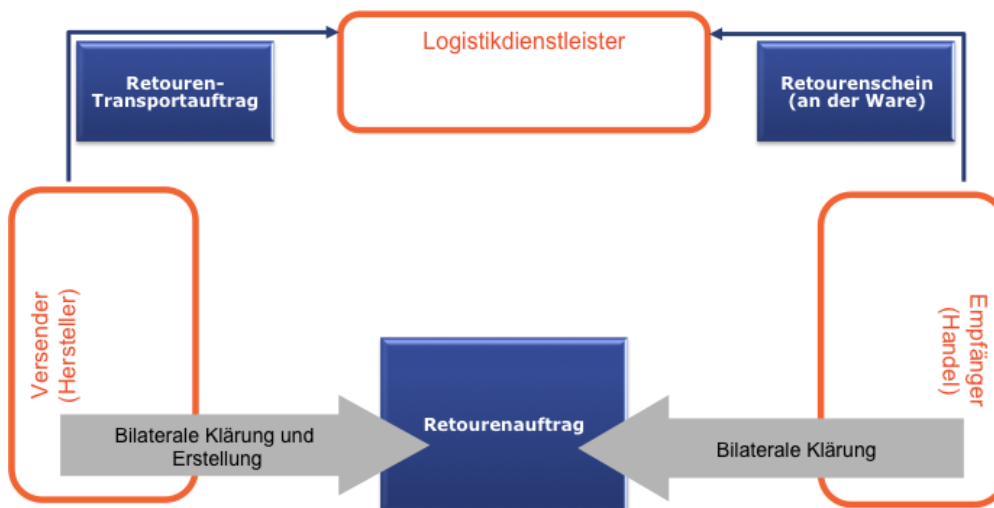 Logistikdienstleister
Retouren-
Transportauftrag
Retourenschein
(an der Ware)
Versender
(Hersteller)
Empfänger
(Handel)
Retourenauftrag
Bilaterale Klärung und
Erstellung
Bilaterale Klärung